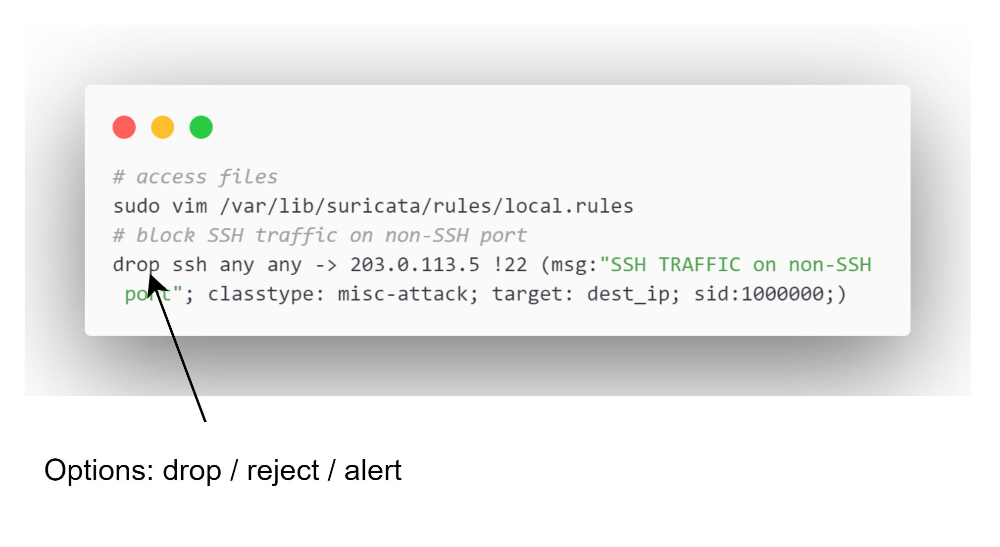 # access files
sudo vim /var/lib/suricata/rules/local.rules
# block SSH traffic on non-SSH port
drop ssh any any -> 203.0.113.5 !22 (msg:"SSH TRAFFIC on non-SSH
port"; classtype: misc-attack; target: dest_ip; sid:1000000;)
Options: drop / reject / alert